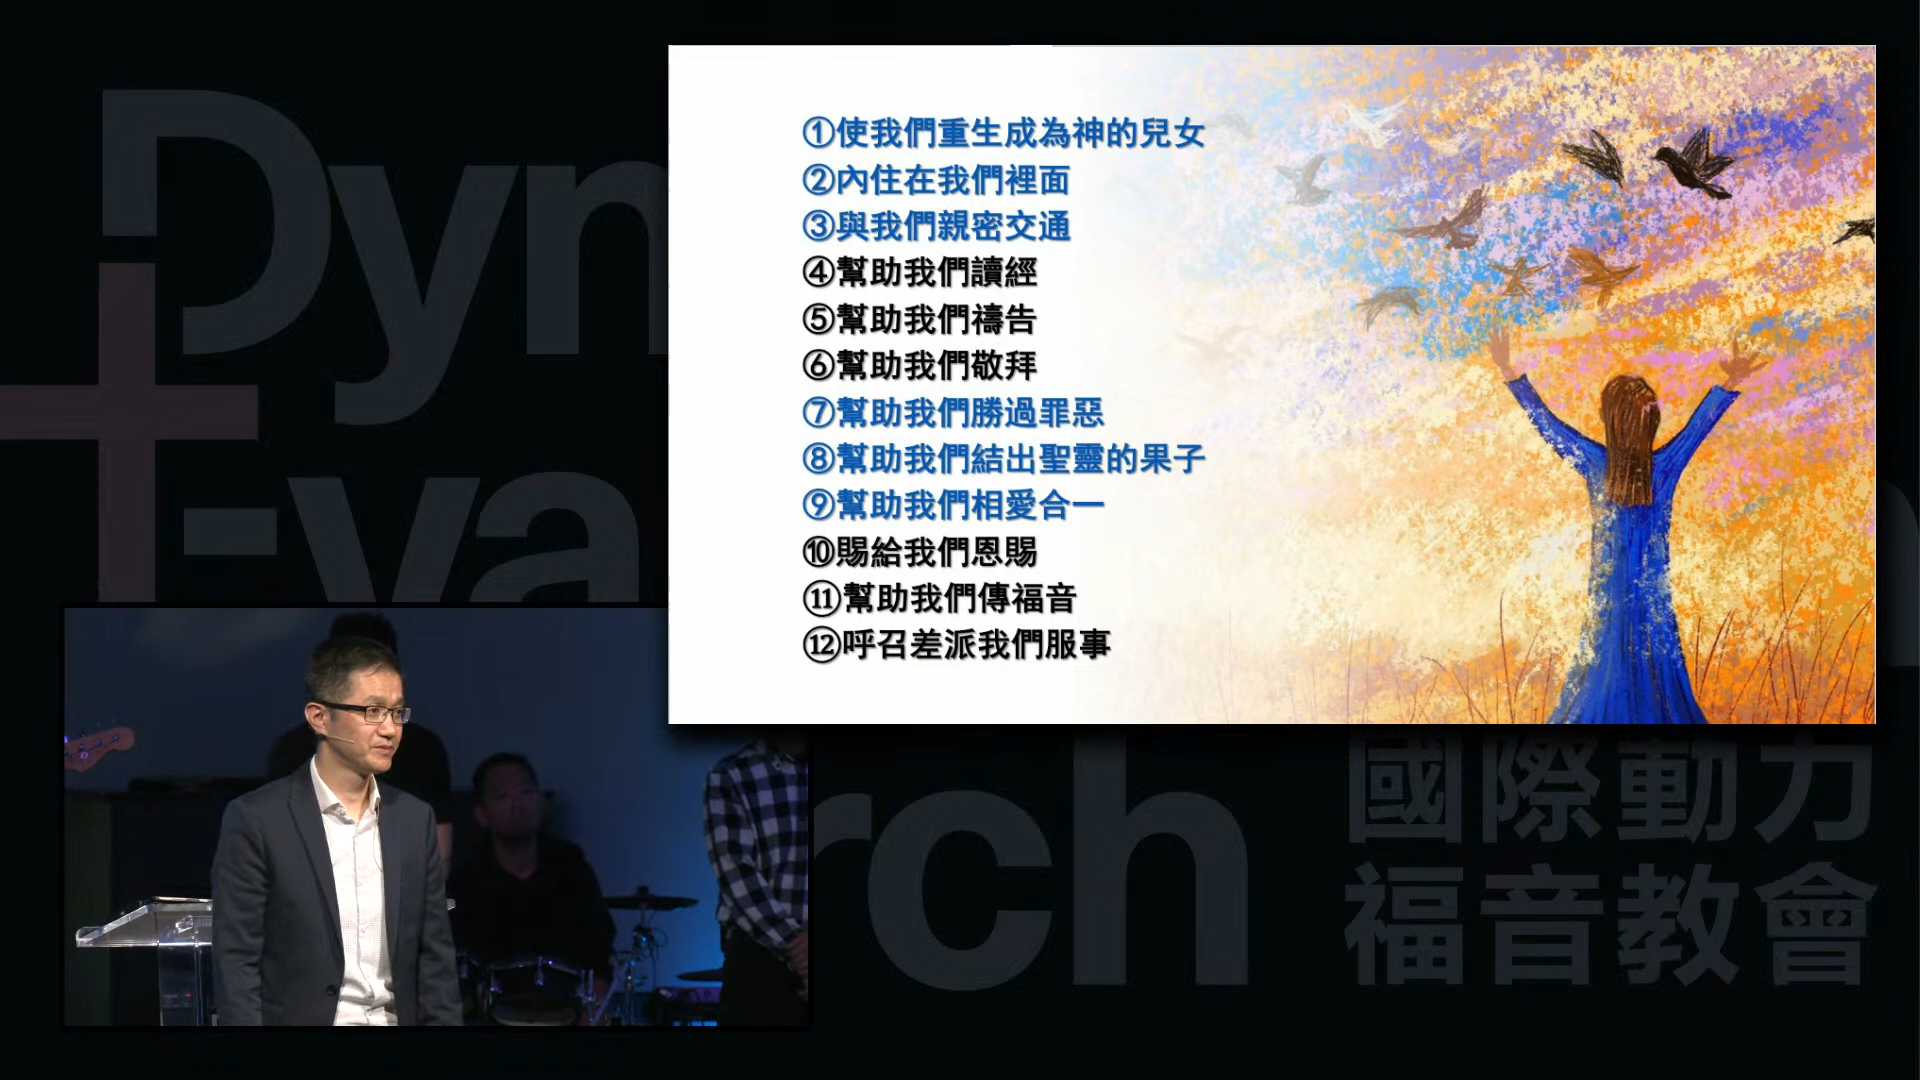 Dyn
①使我們重生成為神的兒女
②內住在我們裡面
③與我們親密交通
④幫助我們讀經
⑤幫助我們禱告
⑥幫助我們敬拜
⑦幫助我們勝過罪惡
⑧幫助我們結出聖靈的果子
⑨幫助我們相愛合一
⑩賜給我們恩賜
⑪幫助我們傳福音
⑫呼召差派我們服事
Eva
rch
國際動力
福音教會